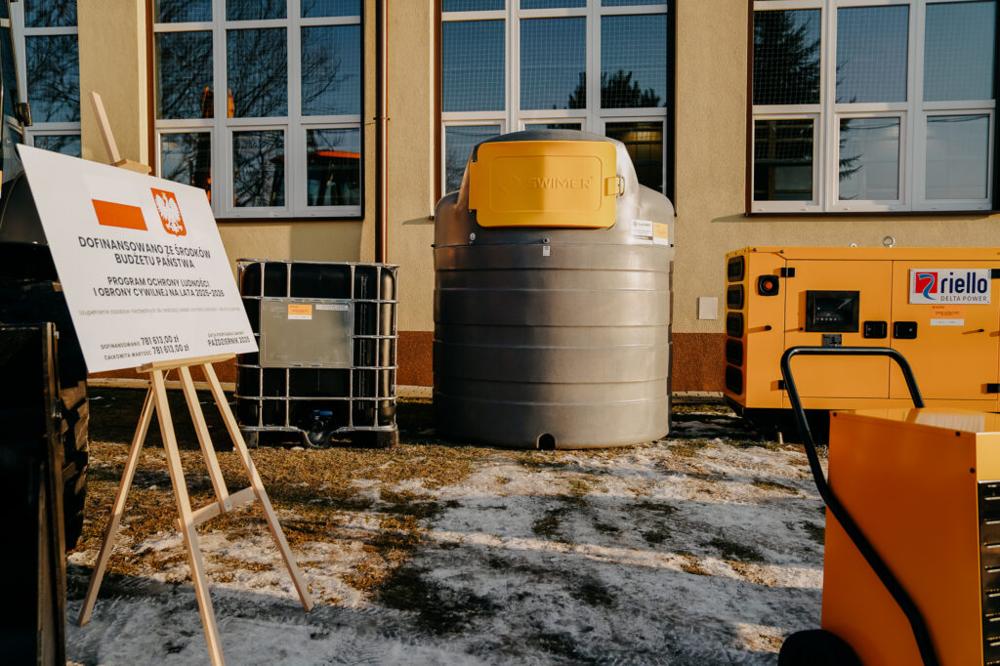 DOFINANSOWANO ZE ŚRODKÓW
BUDŻETU PAŃSTWA
PROGRAM OCHRONY LUDNOŚCI
I OBRONY CYWILNEJ NA LATA 2025-2026
DOFINANSOWANIE 781 613,00 zł
CAŁKOWITA WARTOŚĆ 781 613,00 zł
DATA PODPISANIA UMOWY
PAŹDZIERNIK 2025
SWIMER
riello
DELTA POWER